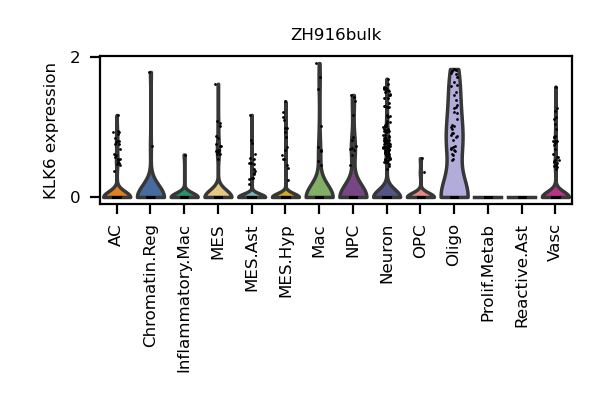 ZH916bulk
KLK6 expression
2
0
AC
Chromatin.Reg
Inflammatory.Mac
MES
MES.Ast
MES.Hyp
Mac
NPC
Neuron
OPC
Oligo
Prolif.Metab
Reactive.Ast
Vasc